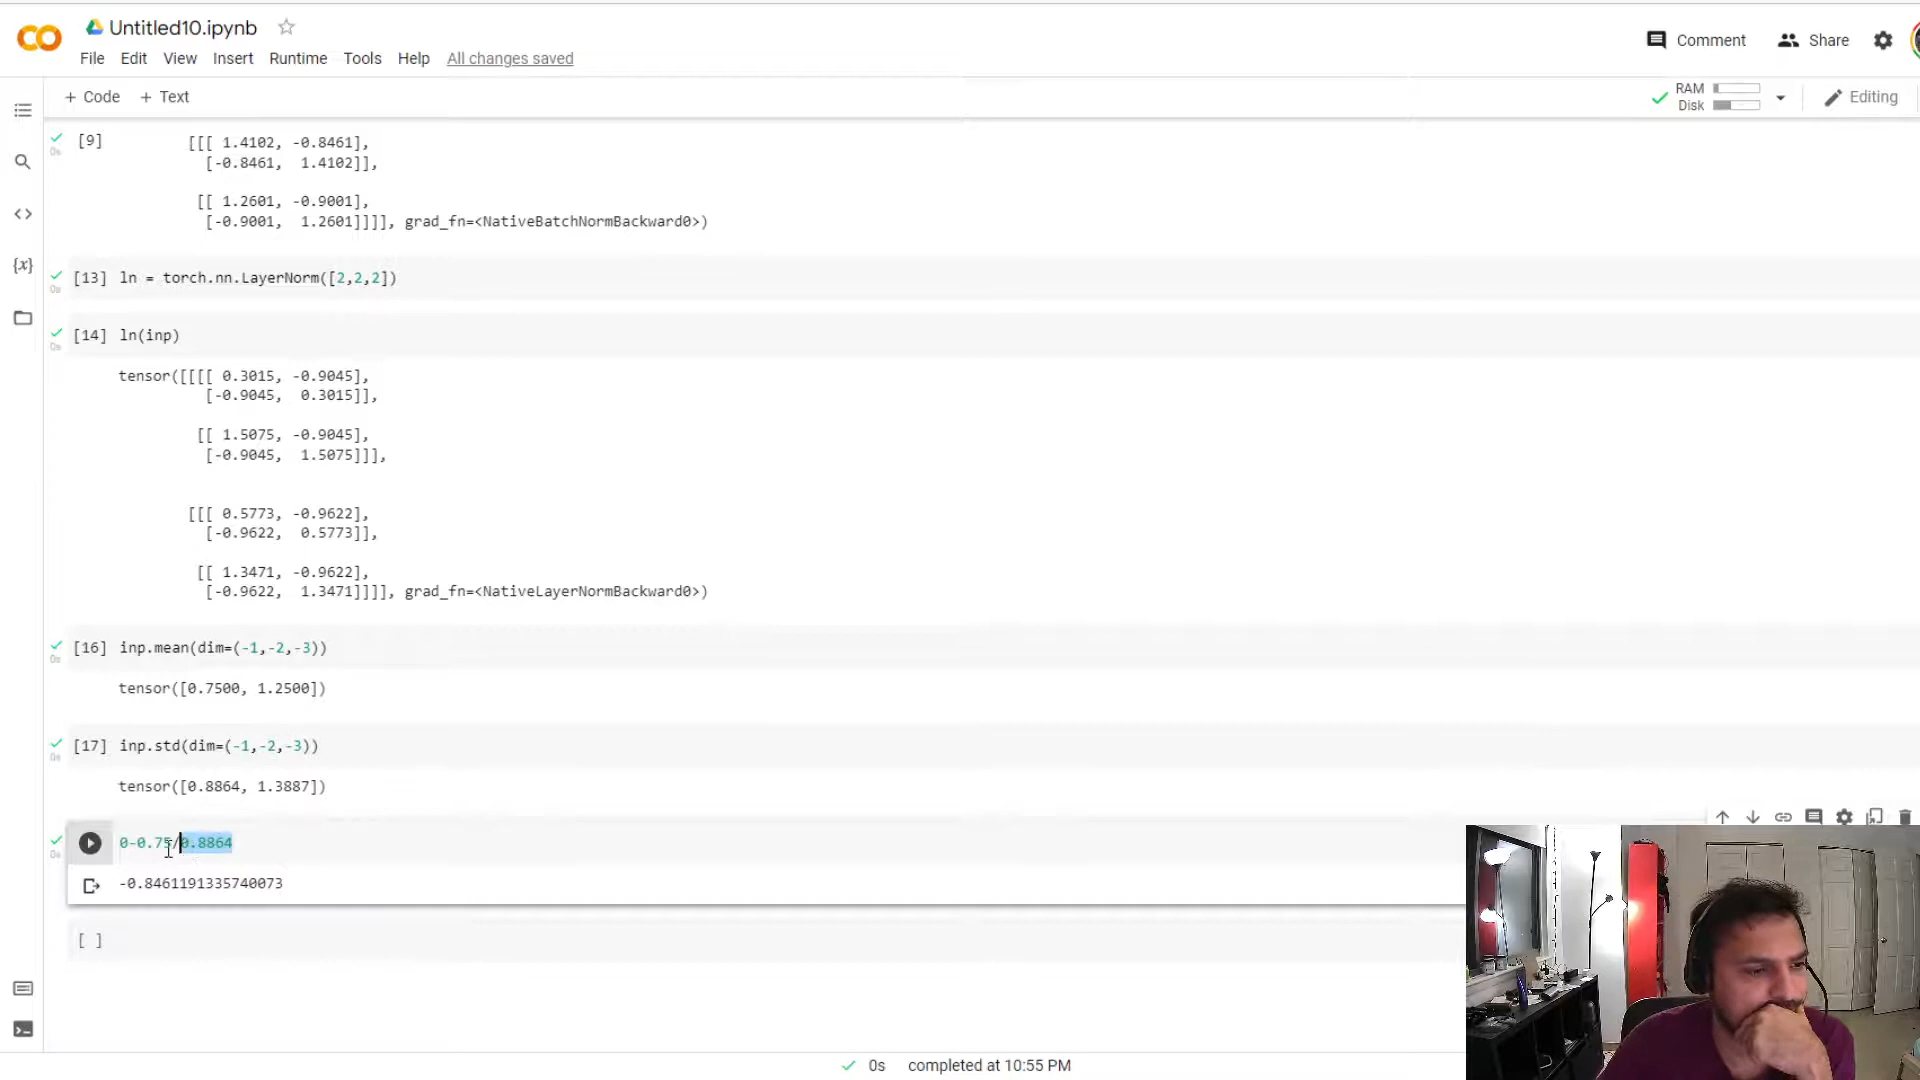 Untitled10.ipynb
File Edit View Insert Runtime Tools Help All changes saved
Comment Share
+ Code + Text
RAM
Disk
Editing
[9] [[[ 1.4102, -0.8461],
[-0.8461, 1.4102]],
[[ 1.2601, -0.9001],
[-0.9001, 1.2601]]]], grad_fn=<NativeBatchNormBackward0>)
[13] ln = torch.nn.LayerNorm([2,2,2])
0s
[14] ln(inp)
0s
tensor([[[[ 0.3015, -0.9045],
[-0.9045, 0.3015]],
[[ 1.5075, -0.9045],
[-0.9045, 1.5075]]],
[[[ 0.5773, -0.9622],
[-0.9622, 0.5773]],
[[ 1.3471, -0.9622],
[-0.9622, 1.3471]]]], grad_fn=<NativeLayerNormBackward0>)
[16] inp.mean(dim=(-1,-2,-3))
0s
tensor([0.7500, 1.2500])
[17] inp.std(dim=(-1,-2,-3))
0s
tensor([0.8864, 1.3887])
0-0.75/0.8864
0s
-0.8461191335740073
[ ]
0s completed at 10:55 PM